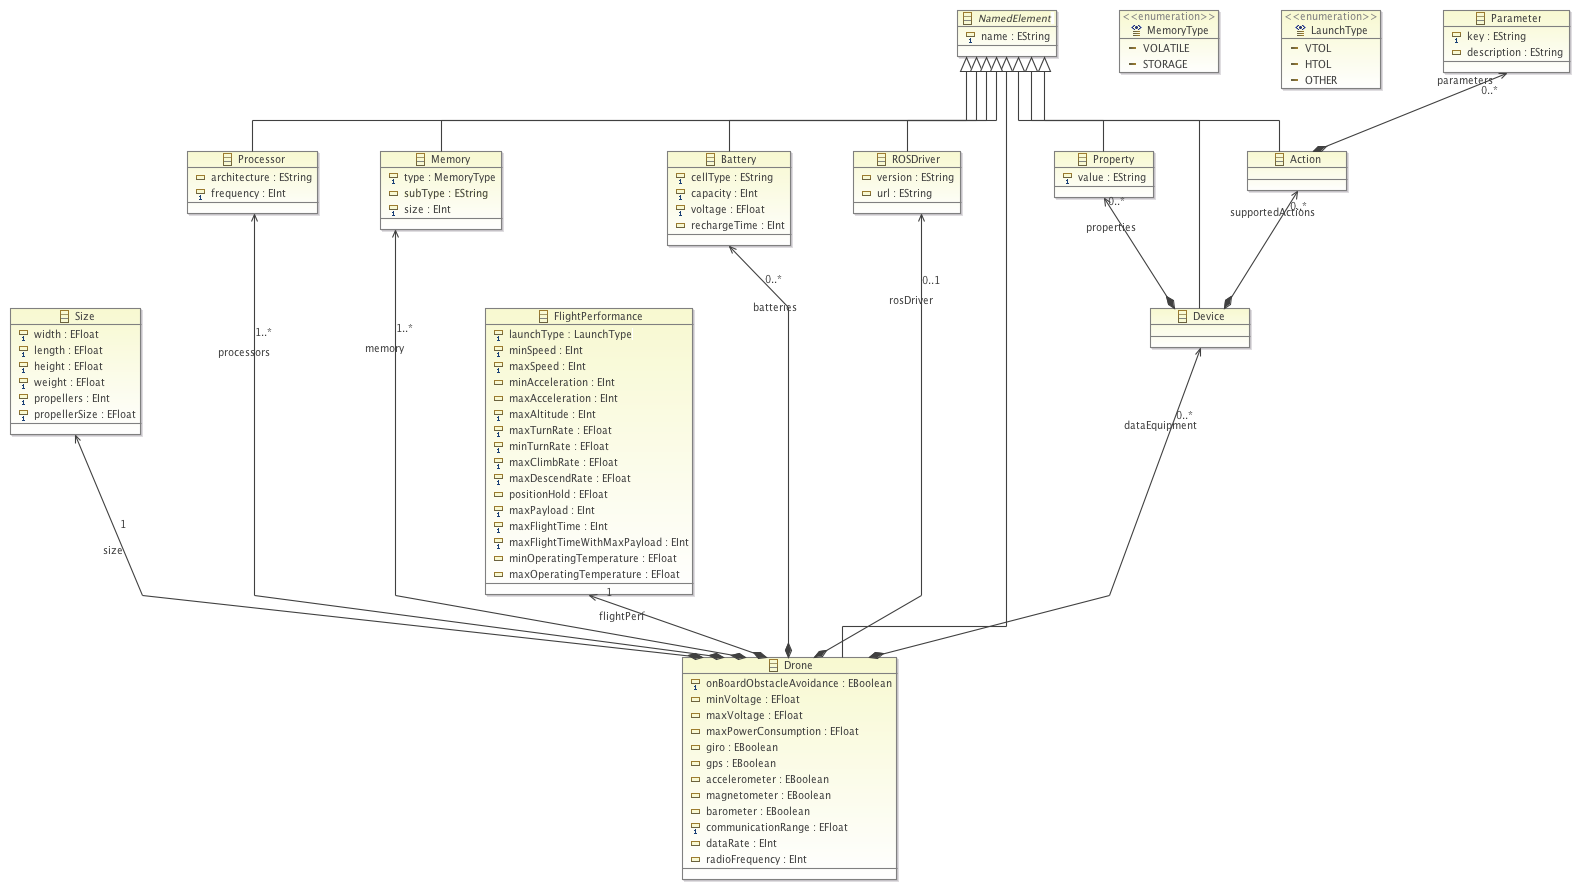 NamedElement
name : EString
<<enumeration>>
MemoryType
VOLATILE
STORAGE
<<enumeration>>
LaunchType
VTOL
HTOL
OTHER
Parameter
key : EString
description : EString
parameters
0..*
Processor
architecture : EString
frequency : EInt
Memory
type : MemoryType
subType : EString
size : EInt
Battery
cellType : EString
capacity : EInt
voltage : EFloat
rechargeTime : EInt
ROSDriver
version : EString
url : EString
Property
value : EString
Action
0..*
properties
0..*
supportedActions
0..*
batteries
0..1
rosDriver
Size
width : EFloat
length : EFloat
height : EFloat
weight : EFloat
propellers : EInt
propellerSize : EFloat
1..*
processors
1..*
memory
FlightPerformance
launchType : LaunchType
minSpeed : EInt
maxSpeed : EInt
minAcceleration : EInt
maxAcceleration : EInt
maxAltitude : EInt
maxTurnRate : EFloat
minTurnRate : EFloat
maxClimbRate : EFloat
maxDescendRate : EFloat
positionHold : EFloat
maxPayload : EInt
maxFlightTime : EInt
maxFlightTimeWithMaxPayload : EInt
minOperatingTemperature : EFloat
maxOperatingTemperature : EFloat
Device
0..*
dataEquipment
1
size
1
flightPerf
Drone
onBoardObstacleAvoidance : EBoolean
minVoltage : EFloat
maxVoltage : EFloat
maxPowerConsumption : EFloat
giro : EBoolean
gps : EBoolean
accelerometer : EBoolean
magnetometer : EBoolean
barometer : EBoolean
communicationRange : EFloat
dataRate : EInt
radioFrequency : EInt